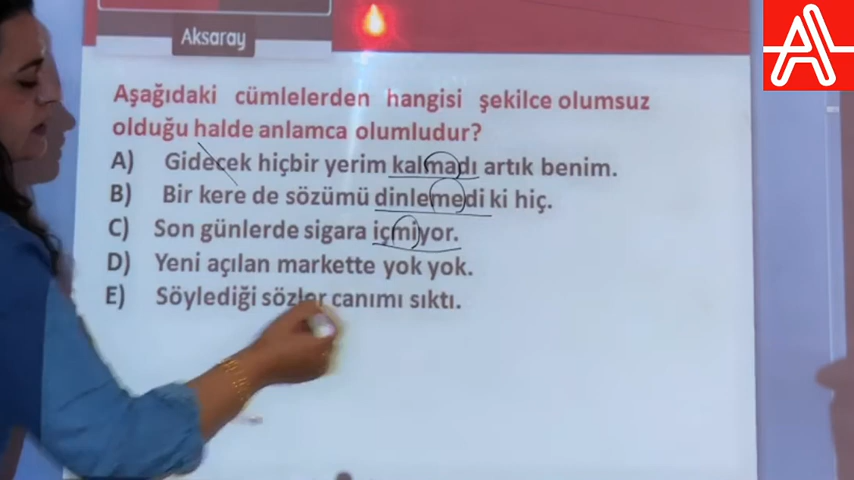 Aksaray
Aşağıdaki cümlelerden hangisi şekilce olumsuz
olduğu halde anlamca olumludur?
A) Gidecek hiçbir yerim kalmadı artık benim.
B) Bir kere de sözümü dinlemedi ki hiç.
C) Son günlerde sigara içmiyor.
D) Yeni açılan markette yok yok.
E) Söylediği sözler canımı sıktı.